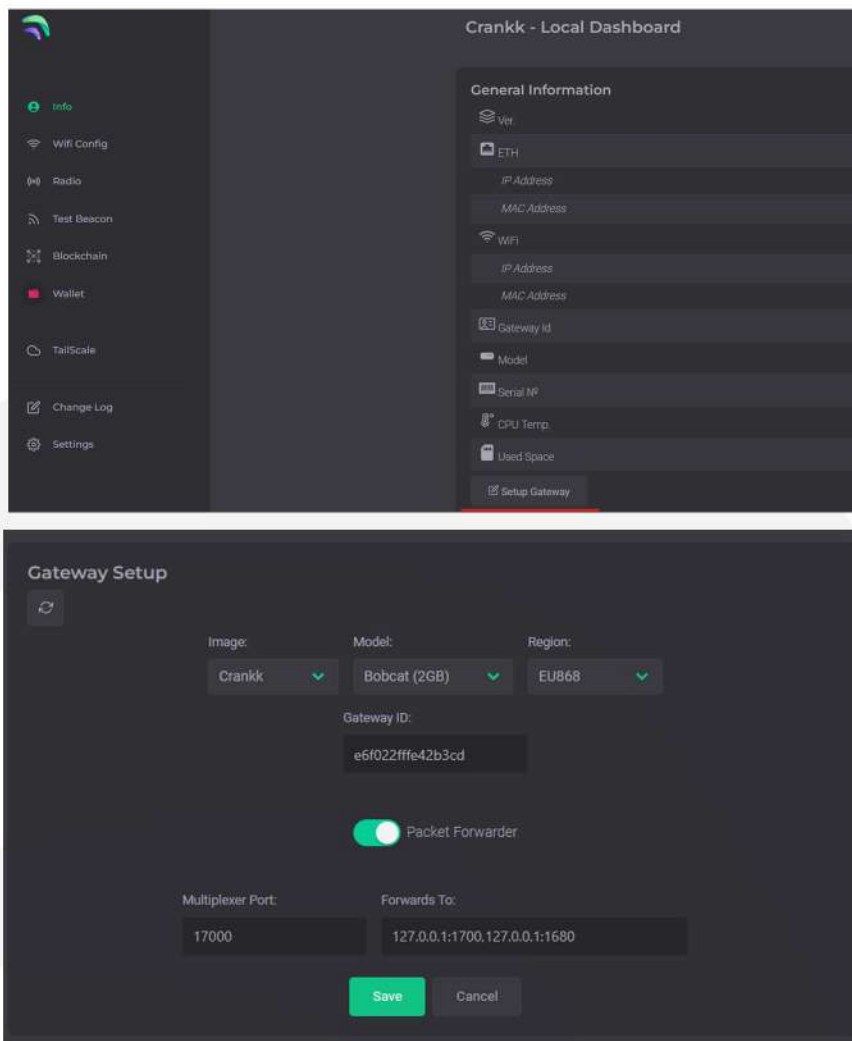 Crankk - Local Dashboard
Info
Wifi Config
Radio
Test Beacon
Blockchain
Wallet
TailScale
Change Log
Settings
General Information
Ver.
ETH
IP Address
MAC Address
WiFi
IP Address
MAC Address
Gateway Id
Model
Serial Nº
CPU Temp.
Used Space
Setup Gateway
Gateway Setup
Image: Model: Region:
Crankk Bobcat (2GB) EU868
Gateway ID:
e6f022fffe42b3cd
Packet Forwarder
Multiplexer Port: Forwards To:
17000 127.0.0.1:1700,127.0.0.1:1680
Save Cancel